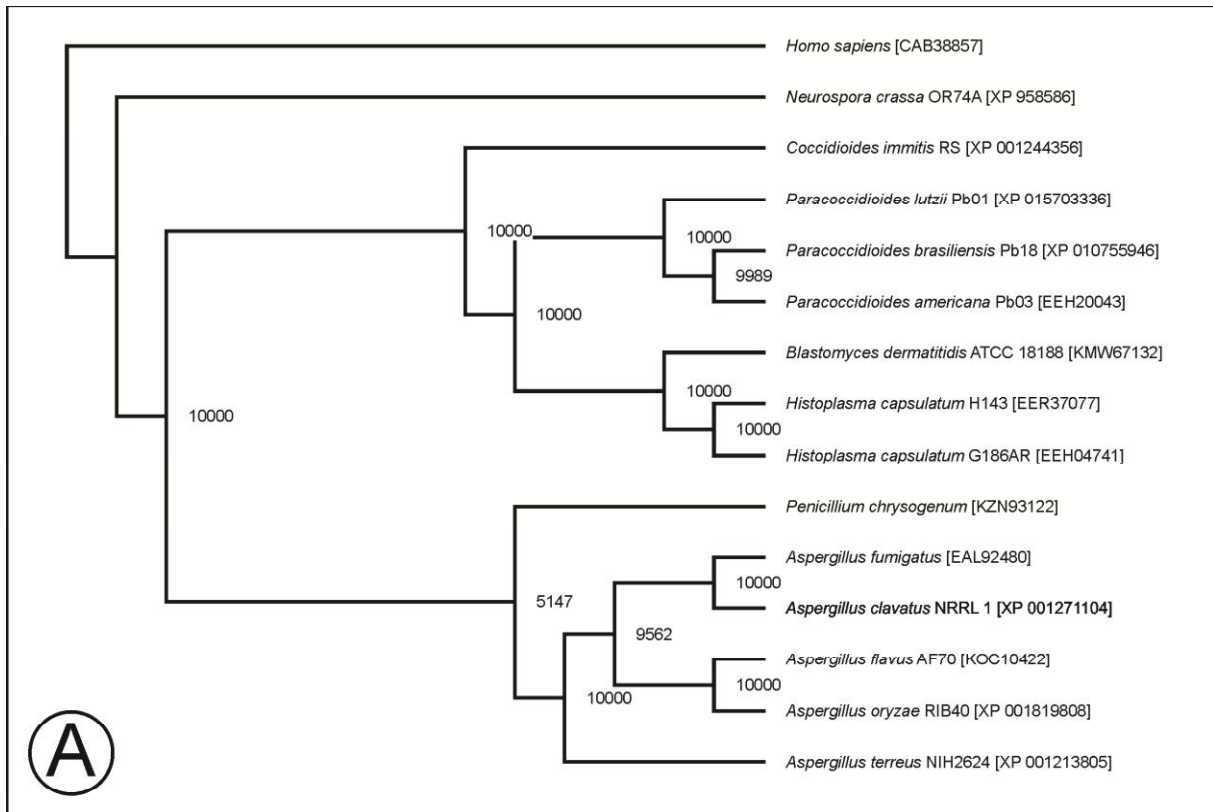 Homo sapiens [CAB38857]
Neurospora crassa OR74A [XP 958586]
Coccidioides immitis RS [XP 001244356]
Paracoccidioides lutzii Pb01 [XP 015703336]
10000
10000
Paracoccidioides brasiliensis Pb18 [XP 010755946]
9989
Paracoccidioides americana Pb03 [EEH20043]
10000
Blastomyces dermatitidis ATCC 18188 [KMW67132]
10000
Histoplasma capsulatum H143 [EER37077]
10000
10000
Histoplasma capsulatum G186AR [EEH04741]
Penicillium chrysogenum [KZN93122]
Aspergillus fumigatus [EAL92480]
10000
5147
Aspergillus clavatus NRRL 1 [XP 001271104]
9562
Aspergillus flavus AF70 [KOC10422]
10000
10000
Aspergillus oryzae RIB40 [XP 001819808]
Aspergillus terreus NIH2624 [XP 001213805]
A